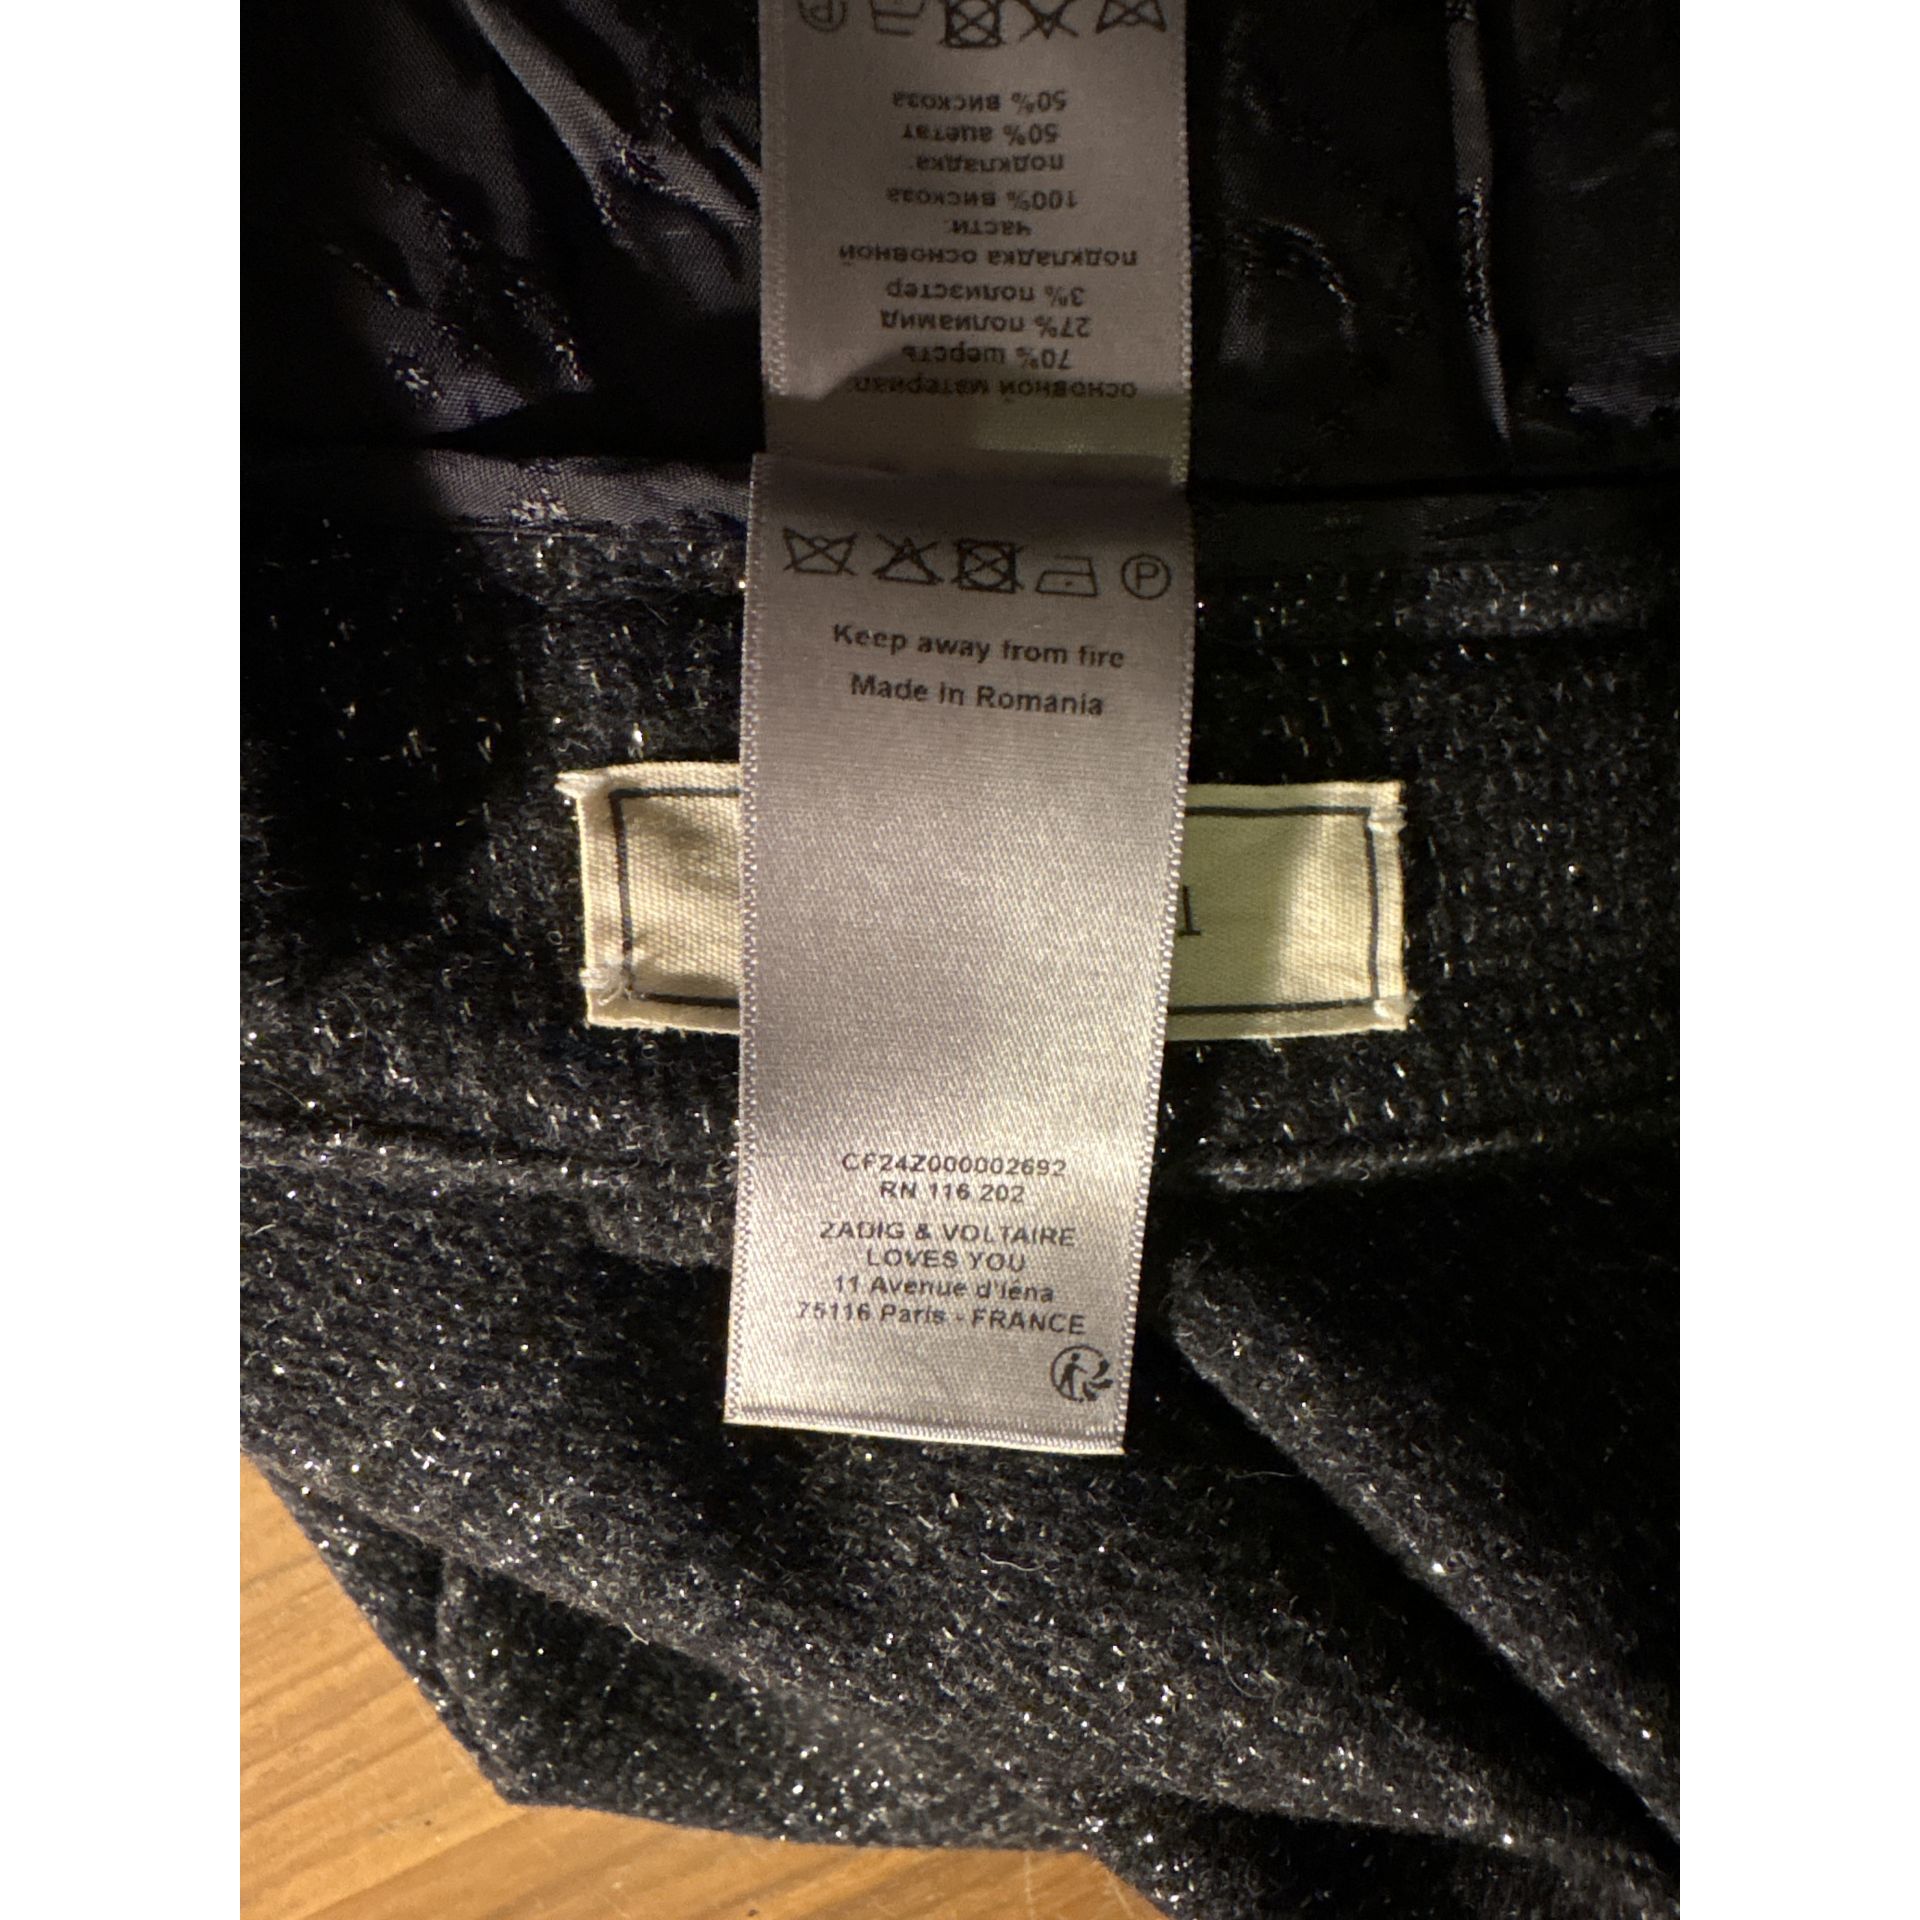 основной материал:
70% шерсть
27% полиамид
3% полиэстер
подкладка основной
части:
100% вискоза
подкладка:
50% ацетат
50% вискоза
P
P
Keep away from fire
Made in Romania
1
CF24Z000002692
RN 116 202
ZADIG & VOLTAIRE
LOVES YOU
11 Avenue d'Iéna
75116 Paris - FRANCE